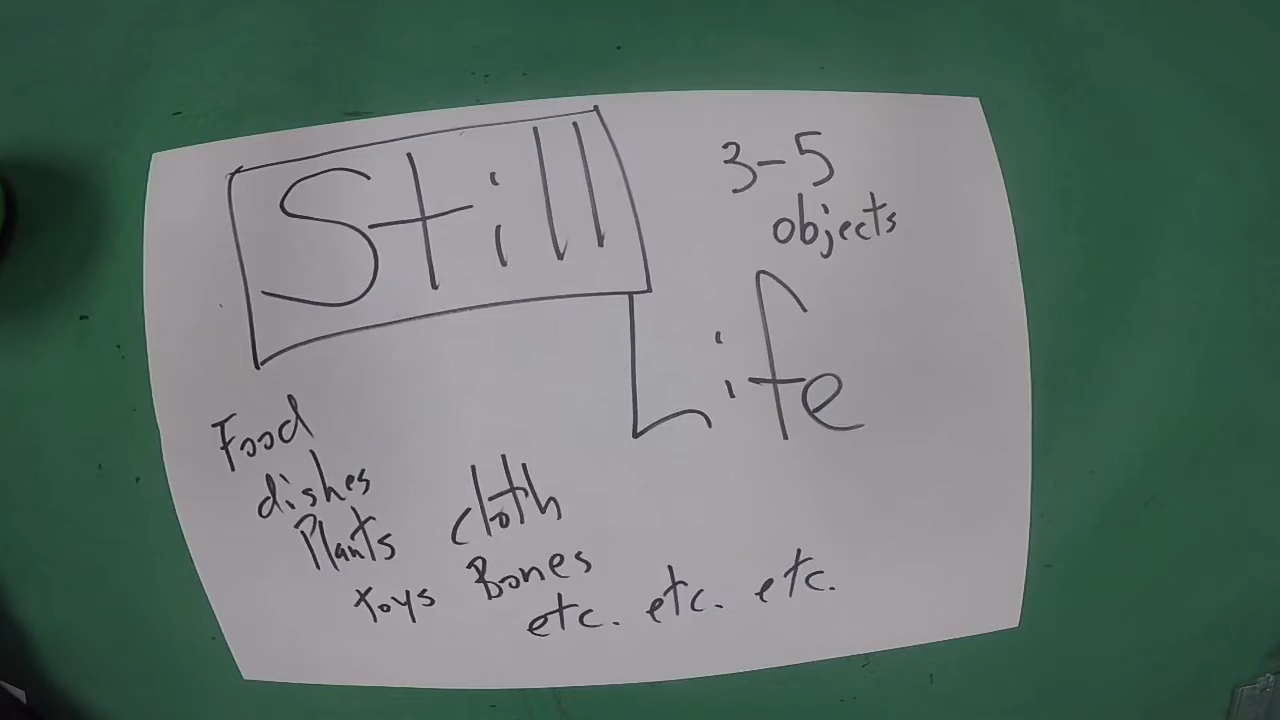 Still
3-5
objects
Life
Food
dishes
Plants
toys
cloth
Bones
etc. etc. etc.